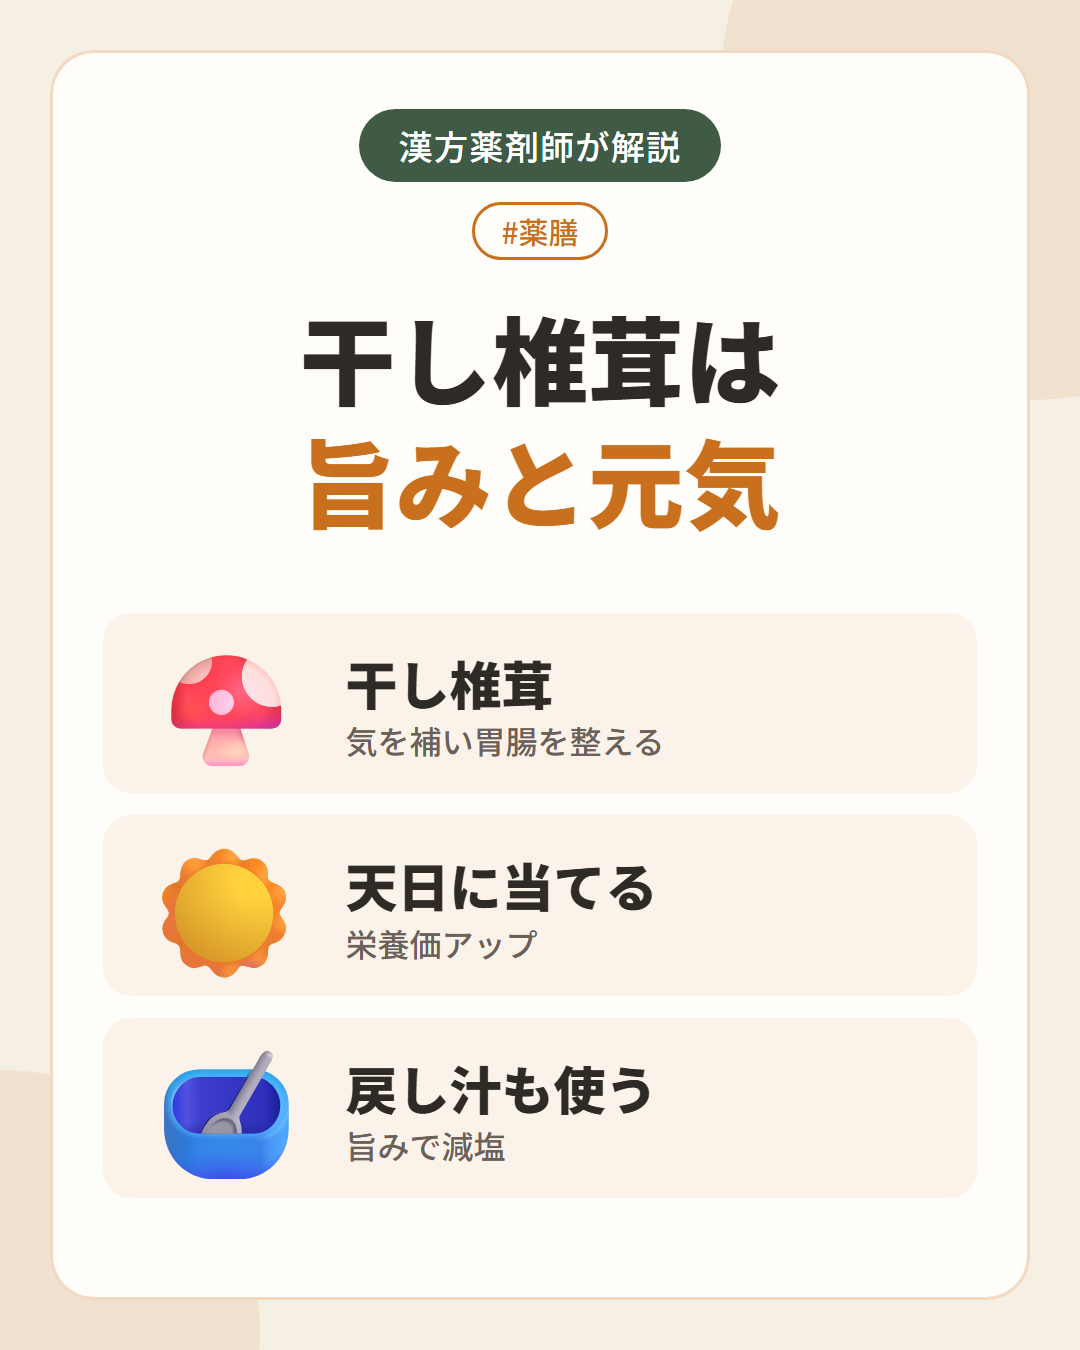 漢方薬剤師が解説
#薬膳
干し椎茸は
旨みと元気
干し椎茸
気を補い胃腸を整える
天日に当てる
栄養価アップ
戻し汁も使う
旨みで減塩